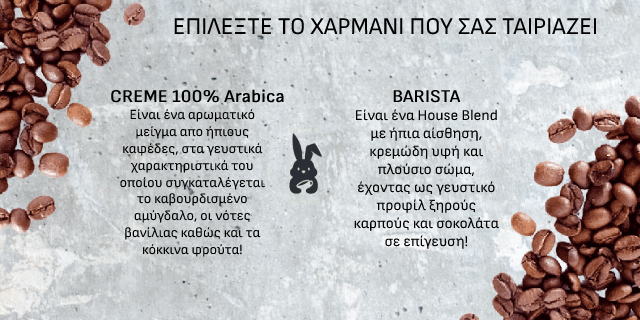 ΕΠΙΛΕΞΤΕ ΤΟ ΧΑΡΜΑΝΙ ΠΟΥ ΣΑΣ ΤΑΙΡΙΑΖΕΙ
CREME 100% Arabica
Είναι ένα αρωματικό
μείγμα απο ήπιους
καφέδες, στα γευστικά
χαρακτηριστικά του
οποίου συγκαταλέγεται
το καβουρδισμένο
αμύγδαλο, οι νότες
βανίλιας καθώς και τα
κόκκινα φρούτα!
BARISTA
Είναι ένα House Blend
με ήπια αίσθηση,
κρεμώδη υφή και
πλούσιο σώμα,
έχοντας ως γευστικό
προφίλ ξηρούς
καρπούς και σοκολάτα
σε επίγευση!